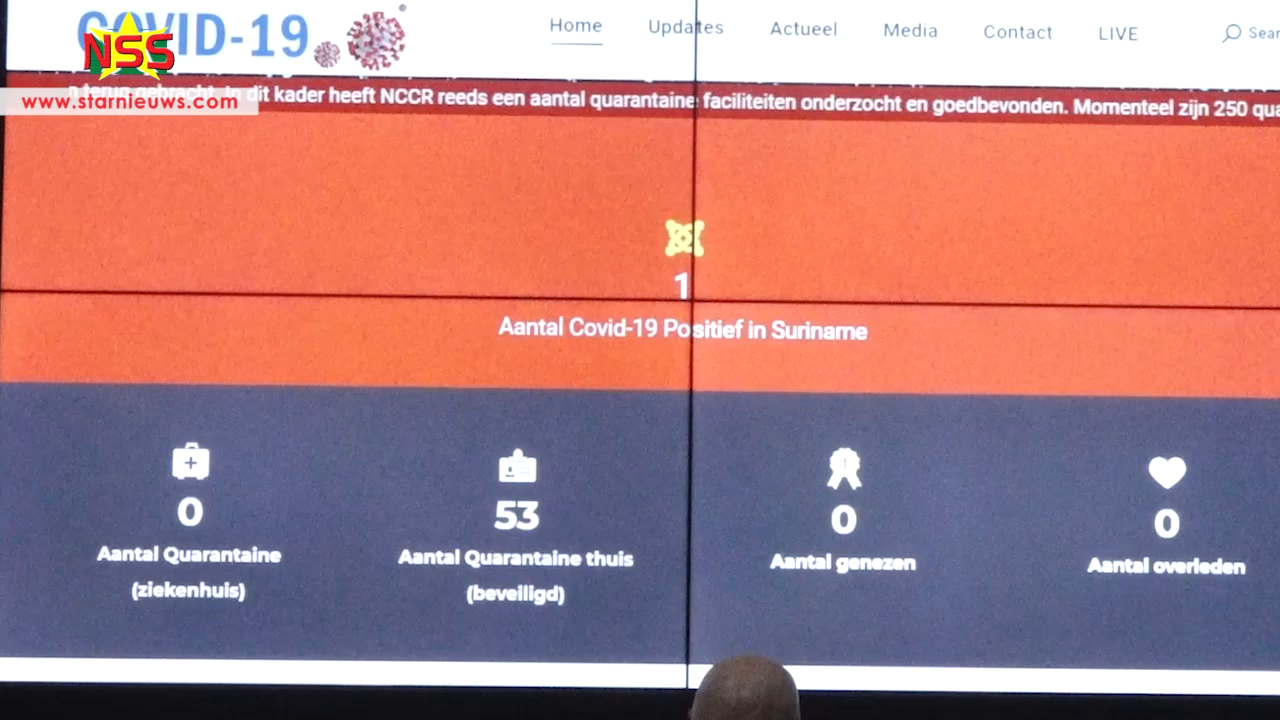 COVID-19
NSS
www.starnieuws.com
Home Updates Actueel Media Contact LIVE
n terug gebracht. In dit kader heeft NCCR reeds een aantal quarantaine faciliteiten onderzocht en goedbevonden. Momenteel zijn 250
1
Aantal Covid-19 Positief in Suriname
0
Aantal Quarantaine
(ziekenhuis)
53
Aantal Quarantaine thuis
(beveiligd)
0
Aantal genezen
0
Aantal overleden